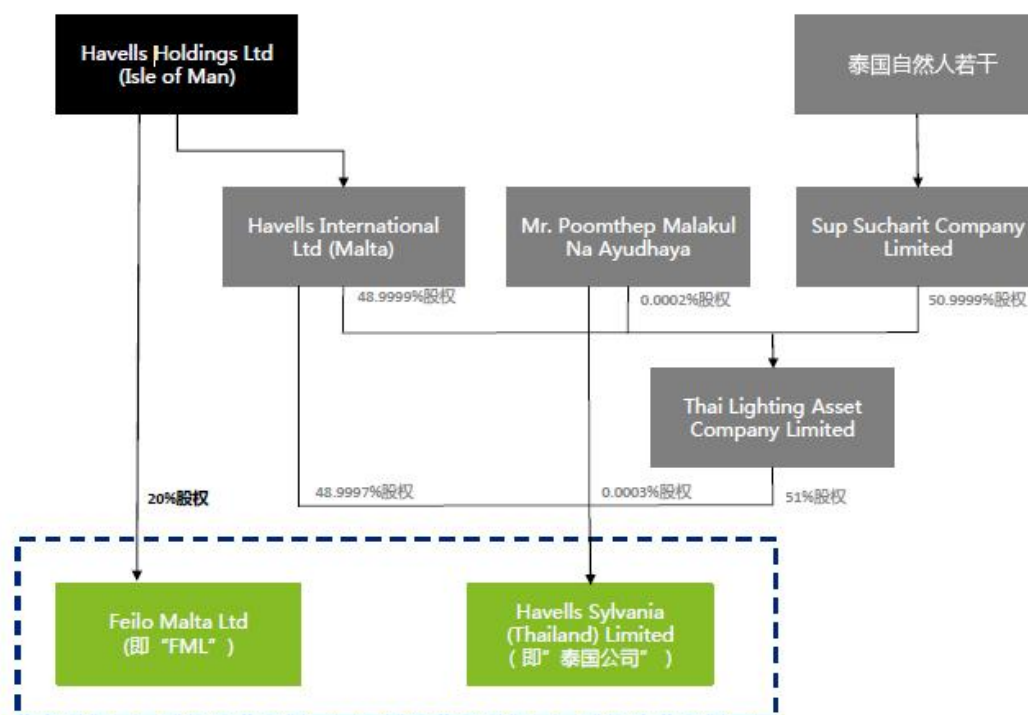 Havells Holdings Ltd
(Isle of Man)
泰国自然人若干
Havells International
Ltd (Malta)
Mr. Poomthep Malakul
Na Ayudhaya
Sup Sucharit Company
Limited
48.9999%股权
0.0002%股权
50.9999%股权
Thai Lighting Asset
Company Limited
20%股权
48.9997%股权
0.0003%股权
51%股权
Feilo Malta Ltd
(即 “FML” )
Havells Sylvania
(Thailand) Limited
( 即” 泰国公司” )